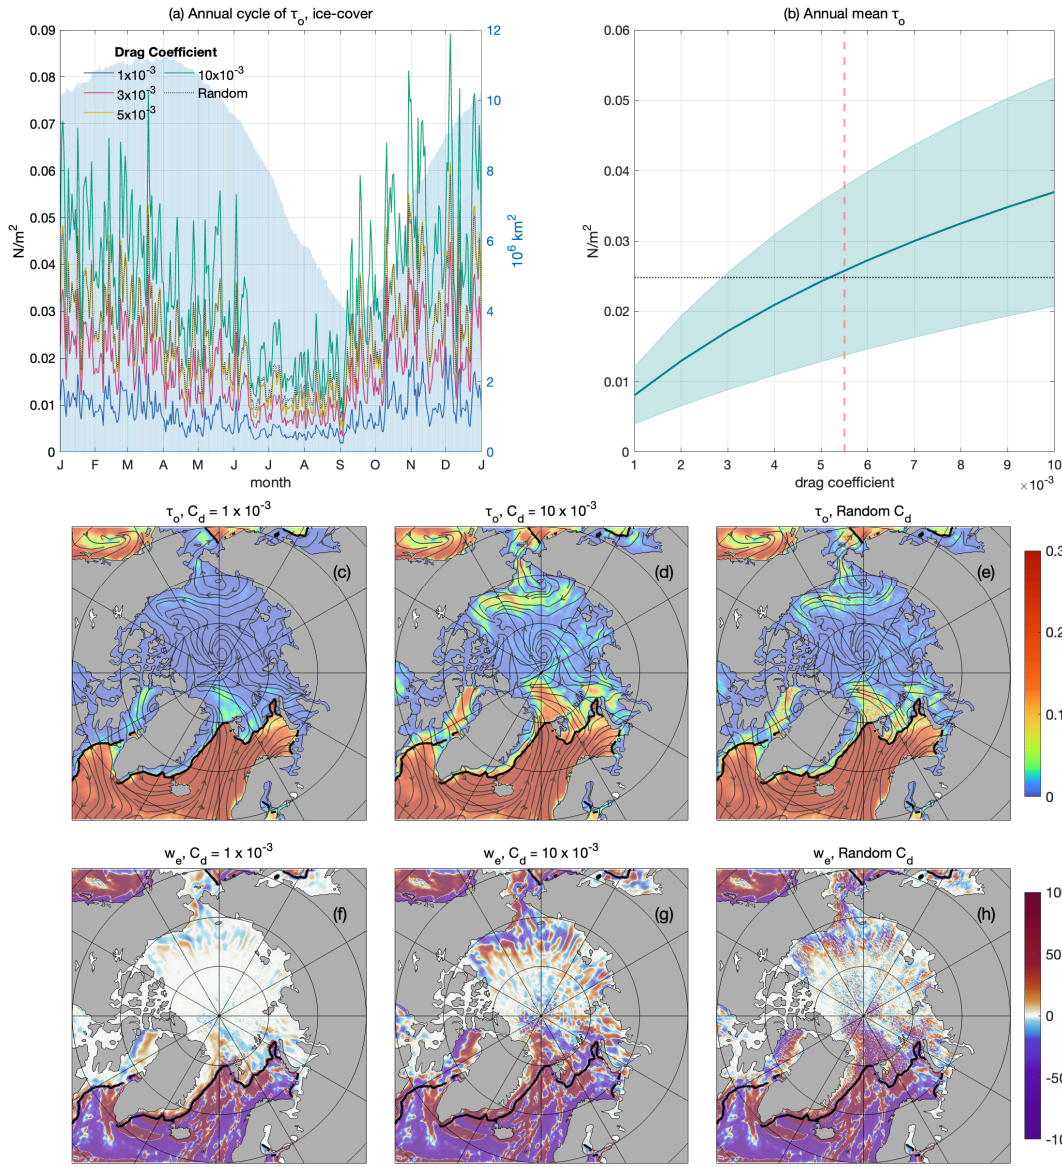 (a) Annual cycle of τo, ice-cover
0.09
0.08
0.07
0.06
0.05
0.04
0.03
0.02
0.01
0
N/m²
Drag Coefficient
1x10⁻³
10x10⁻³
3x10⁻³
Random
5x10⁻³
12
10
8
6
4
2
0
10⁶ km²
J F M A M J J A S O N D J
month
(b) Annual mean τo
0.06
0.05
0.04
0.03
0.02
0.01
0
N/m²
1 2 3 4 5 6 7 8 9 10
drag coefficient
×10⁻³
τo, Cd = 1 x 10⁻³
(c)
τo, Cd = 10 x 10⁻³
(d)
τo, Random Cd
(e)
0.3
0.2
0.1
0
we, Cd = 1 x 10⁻³
(f)
we, Cd = 10 x 10⁻³
(g)
we, Random Cd
(h)
10
50
0
-50
-10